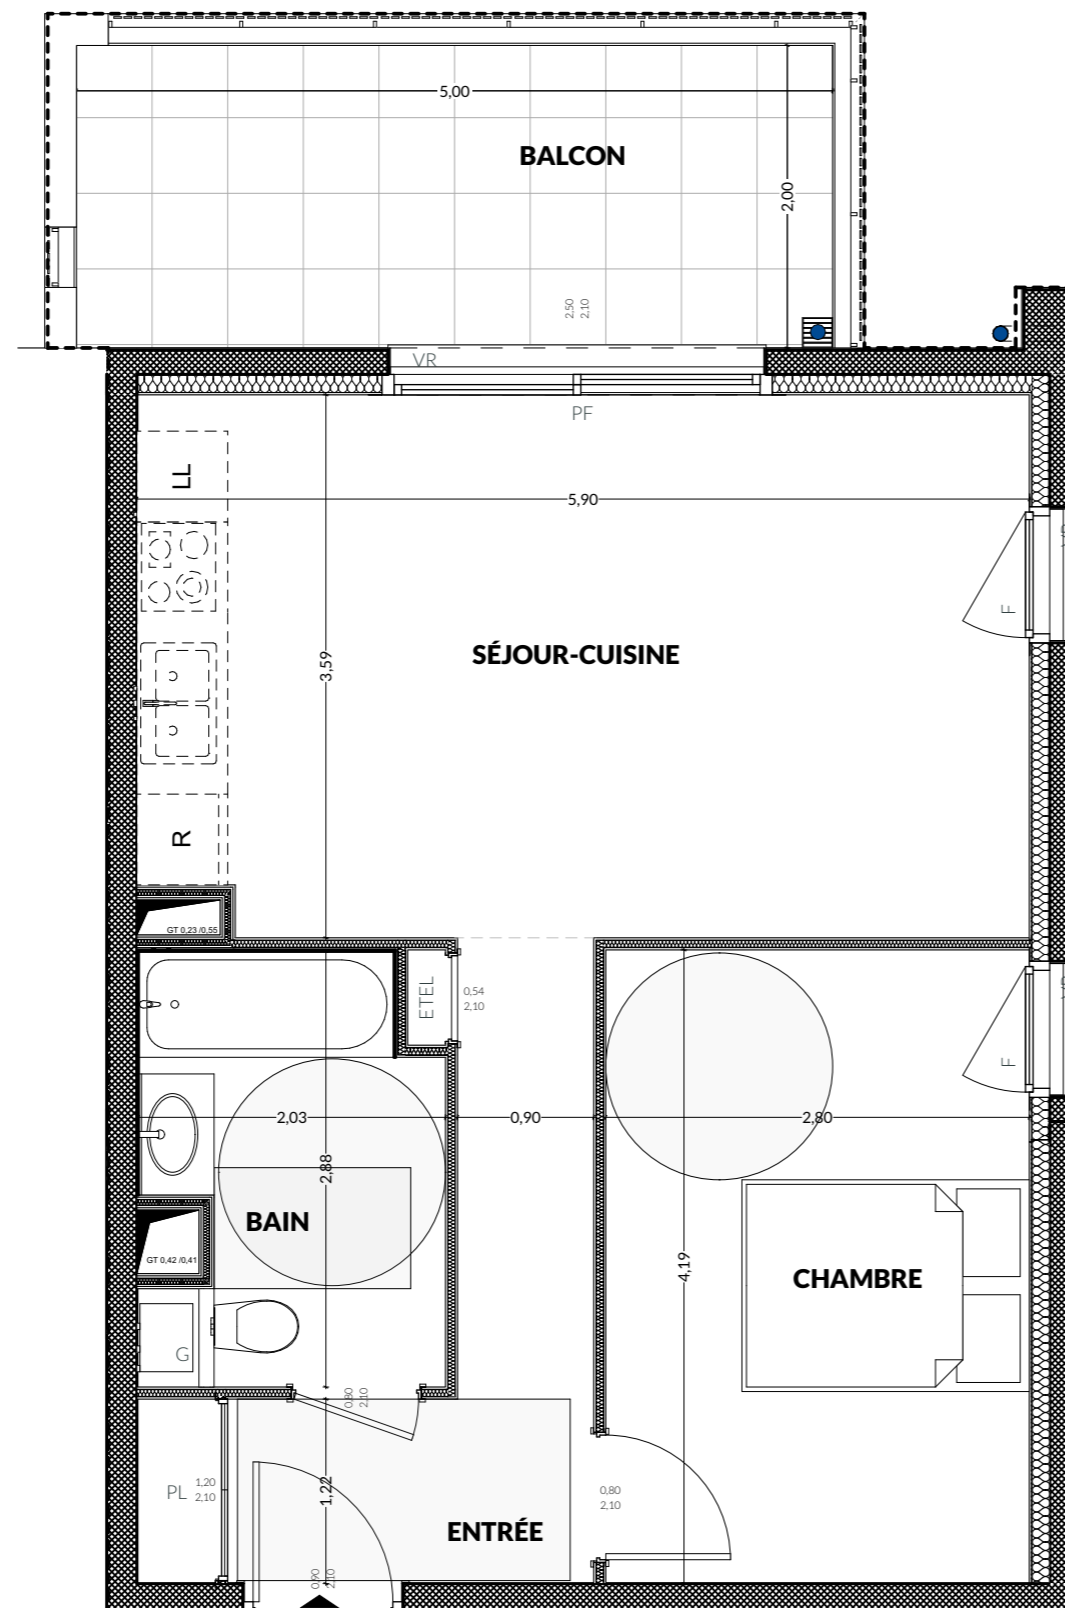 5,00
BALCON
2,00
2,50
2,10
VR
PF
LL
5,90
F
3,59
SÉJOUR-CUISINE
R
GT 0,23 /0,55
ETEL
0,54
2,10
F
2,03
0,90
2,80
2,88
BAIN
GT 0,42 /0,41
4,19
CHAMBRE
G
0,80
2,10
PL
1,20
2,10
1,22
0,80
2,10
ENTRÉE
0,90
2,10